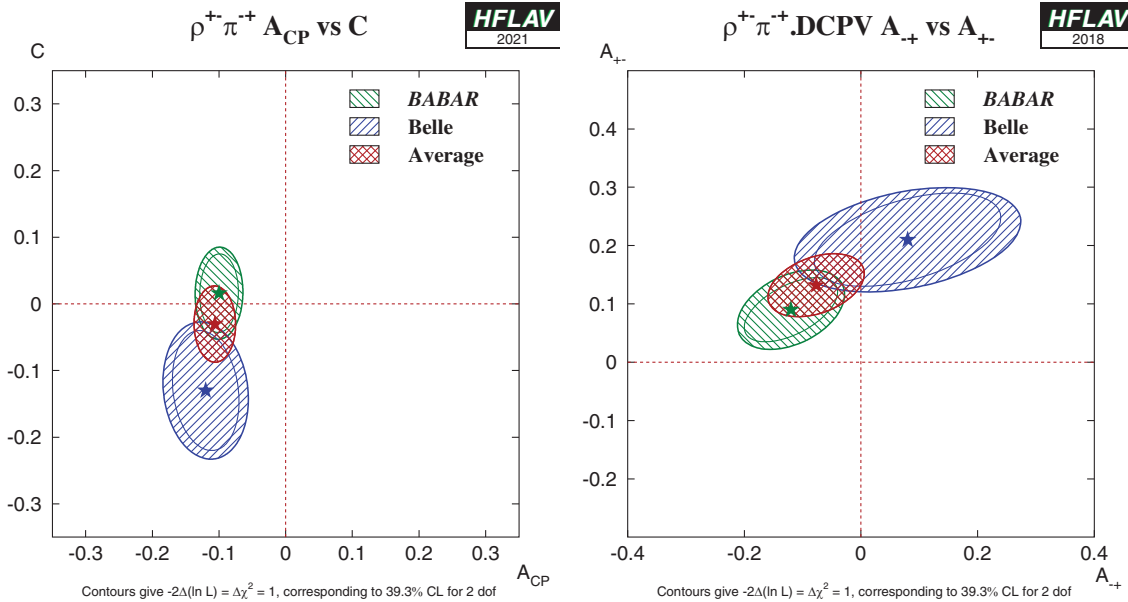 ρ⁺⁻π⁻⁺ A_CP vs C
HFLAV
2021
C
0.3
0.2
0.1
0
-0.1
-0.2
-0.3
BABAR
Belle
Average
-0.3 -0.2 -0.1 0 0.1 0.2 0.3
A_CP
Contours give -2Δ(ln L) = Δχ² = 1, corresponding to 39.3% CL for 2 dof
ρ⁺⁻π⁻⁺.DCPV A₋₊ vs A₊₋
HFLAV
2018
A₊₋
0.4
0.3
0.2
0.1
0
-0.1
-0.2
BABAR
Belle
Average
-0.4 -0.2 0 0.2 0.4
A₋₊
Contours give -2Δ(ln L) = Δχ² = 1, corresponding to 39.3% CL for 2 dof